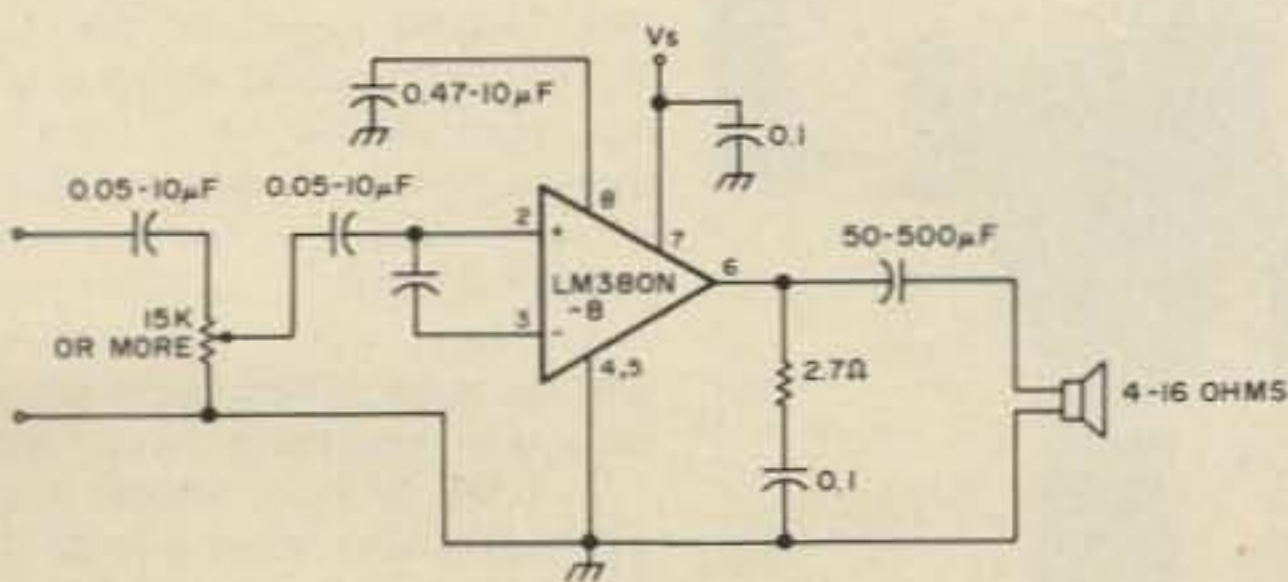 Vs
0.47-10µF
0.1
0.05-10µF
0.05-10µF
8
2
+
7
50-500µF
6
LM380N
-8
15K
OR MORE
3
-
4,5
2.7Ω
4-16 OHMS
0.1